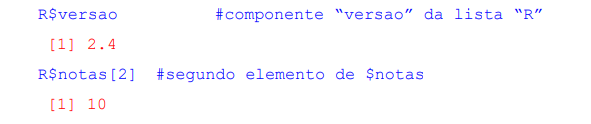 R$versao #componente “versao” da lista “R”
[1] 2.4
R$notas[2] #segundo elemento de $notas
[1] 10